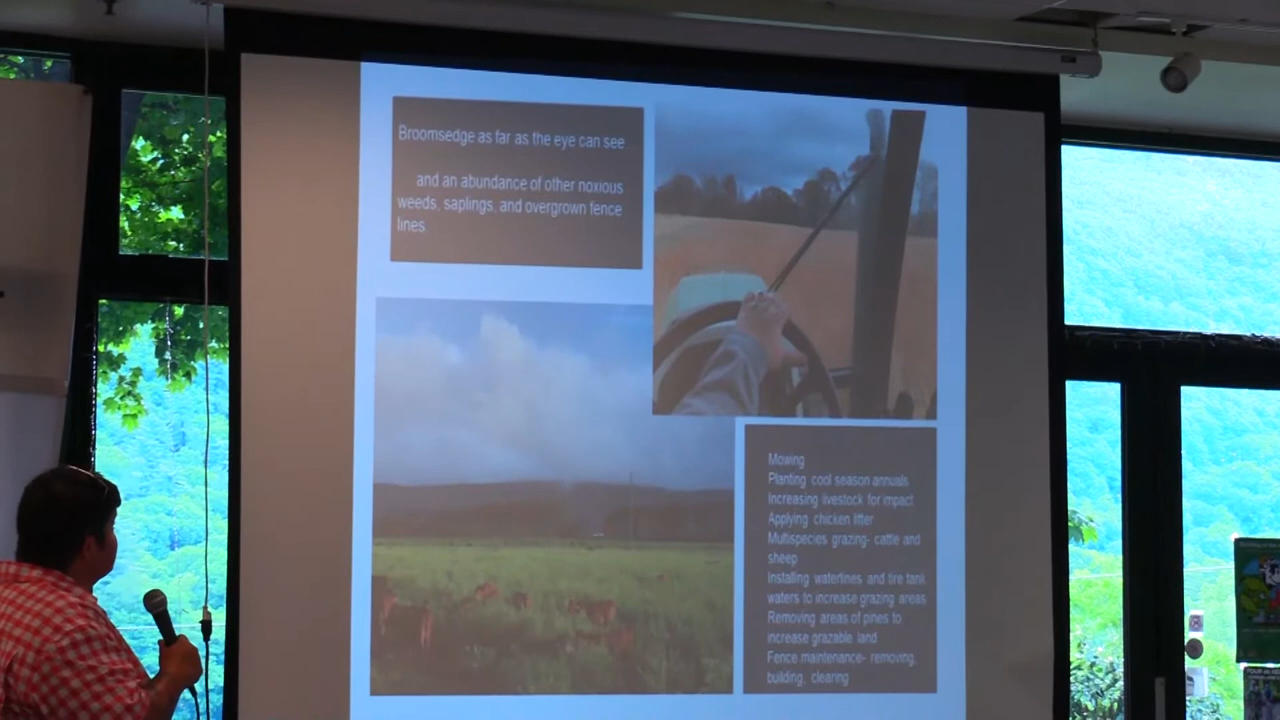 Broomsedge as far as the eye can see
and an abundance of other noxious
weeds, saplings, and overgrown fence
lines
Mowing
Planting cool season annuals
Increasing livestock for impact
Applying chicken litter
Multispecies grazing- cattle and
sheep
Installing waterlines and tire tank
waters to increase grazing areas
Removing areas of pines to
increase grazable land
Fence maintenance- removing,
building, clearing